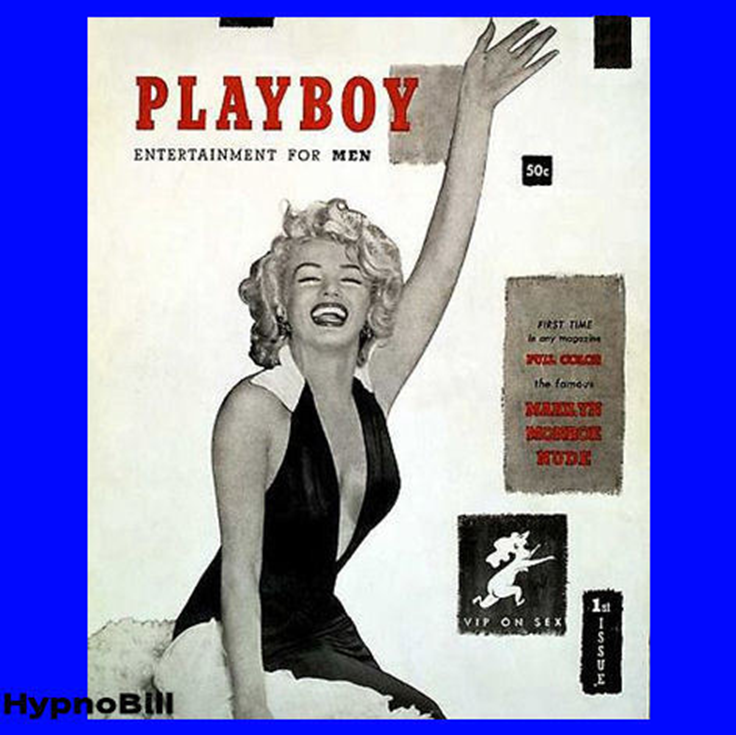 PLAYBOY
ENTERTAINMENT FOR MEN
50c
FIRST TIME
in any magazine
FULL COLOR
the famous
MARILYN
MONROE
NUDE
VIP ON SEX
1st
ISSUE
HypnoBill